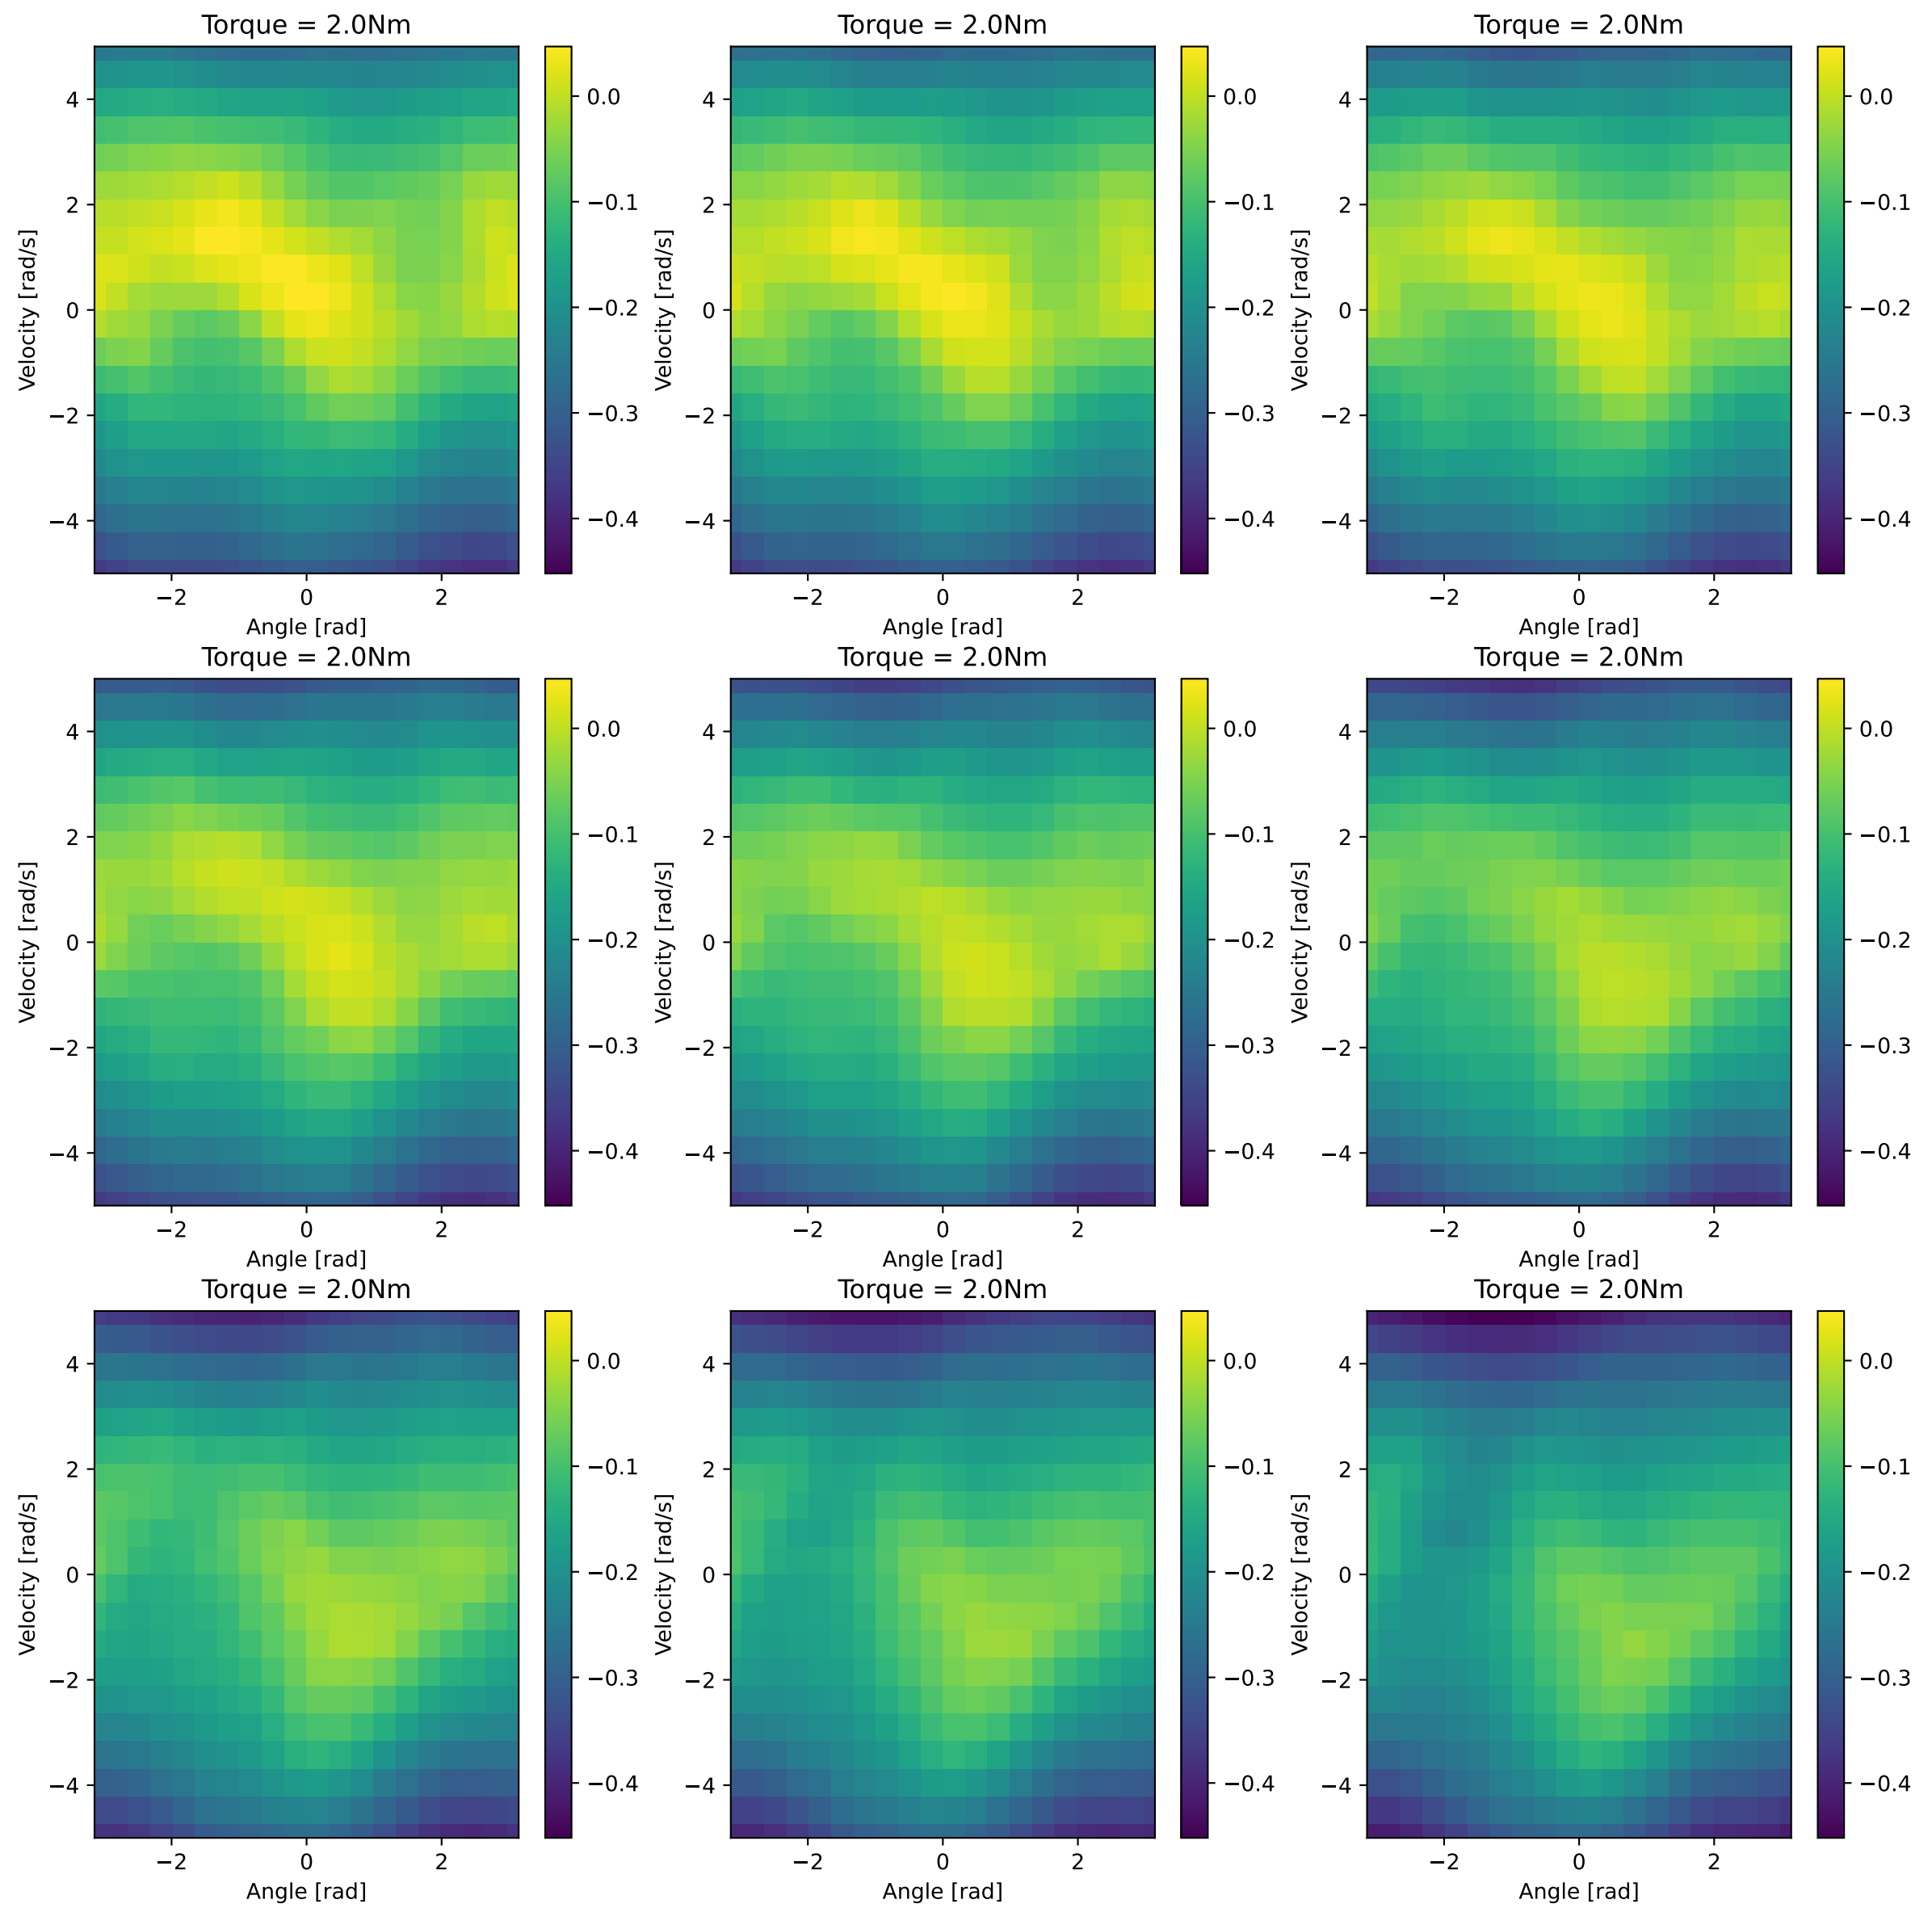 Torque = 2.0Nm Torque = 2.0Nm Torque = 2.0Nm
Velocity [rad/s] Velocity [rad/s] Velocity [rad/s]
4 0.0 4 0.0 4 0.0
2 −0.1 2 −0.1 2 −0.1
0 −0.2 0 −0.2 0 −0.2
−2 −0.3 −2 −0.3 −2 −0.3
−4 −0.4 −4 −0.4 −4 −0.4
−2 0 2 −2 0 2 −2 0 2
Angle [rad] Angle [rad] Angle [rad]
Torque = 2.0Nm Torque = 2.0Nm Torque = 2.0Nm
Velocity [rad/s] Velocity [rad/s] Velocity [rad/s]
4 0.0 4 0.0 4 0.0
2 −0.1 2 −0.1 2 −0.1
0 −0.2 0 −0.2 0 −0.2
−2 −0.3 −2 −0.3 −2 −0.3
−4 −0.4 −4 −0.4 −4 −0.4
−2 0 2 −2 0 2 −2 0 2
Angle [rad] Angle [rad] Angle [rad]
Torque = 2.0Nm Torque = 2.0Nm Torque = 2.0Nm
Velocity [rad/s] Velocity [rad/s] Velocity [rad/s]
4 0.0 4 0.0 4 0.0
2 −0.1 2 −0.1 2 −0.1
0 −0.2 0 −0.2 0 −0.2
−2 −0.3 −2 −0.3 −2 −0.3
−4 −0.4 −4 −0.4 −4 −0.4
−2 0 2 −2 0 2 −2 0 2
Angle [rad] Angle [rad] Angle [rad]